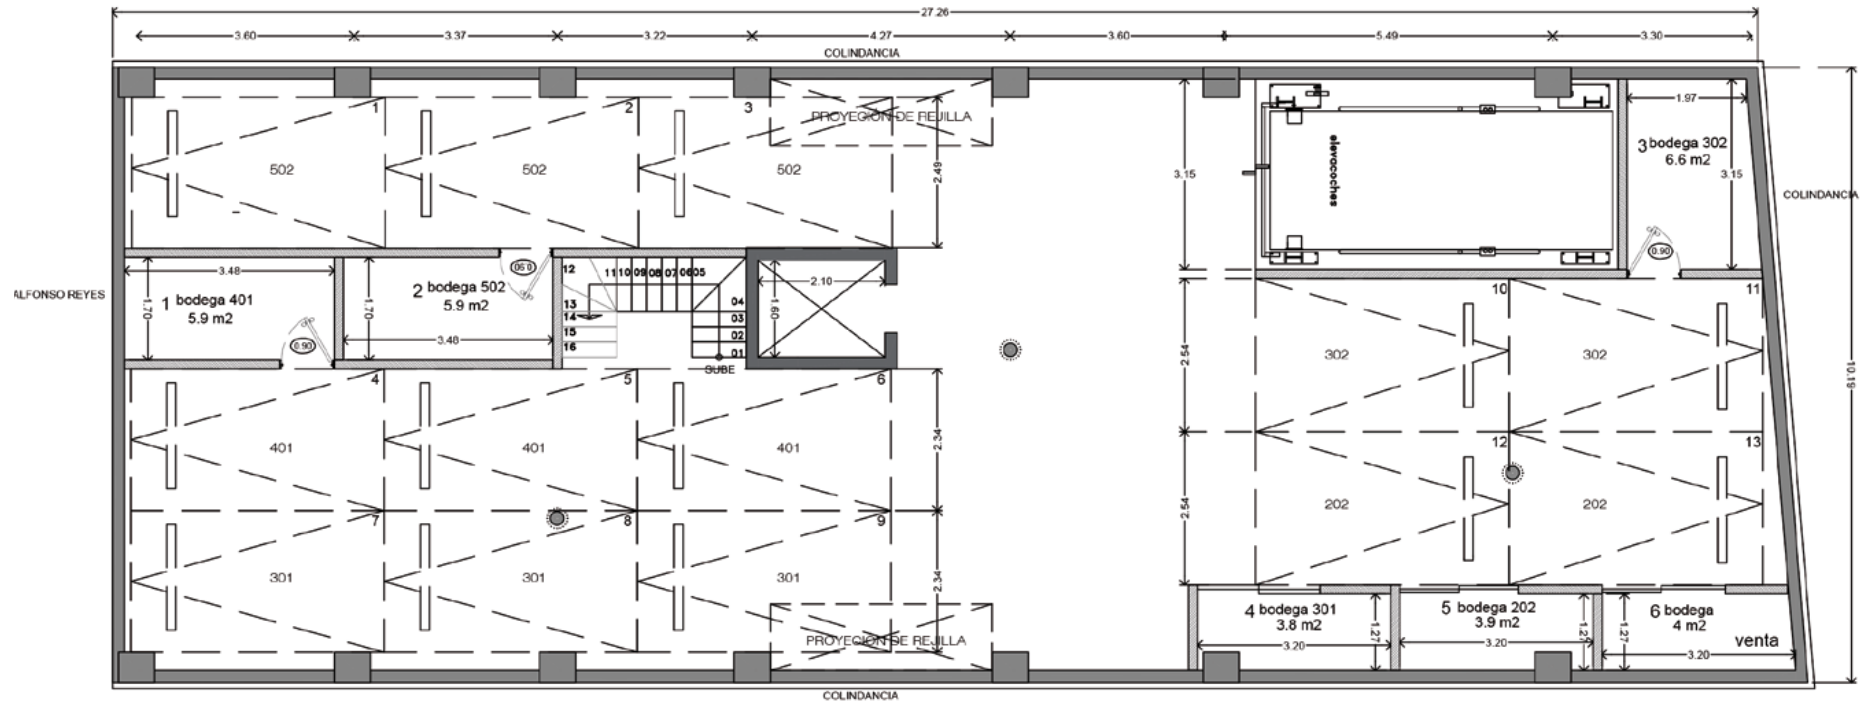 27.26
3.60 3.37 3.22 4.27 3.60 5.49 3.30
COLINDANCIA
1 2 3
PROYECIÓN DE REJILLA
502 502 502
2.49
3.15
elevacoches
1.97
3 bodega 302
6.6 m2
3.15
COLINDANCIA
10.19
0.90
ALFONSO REYES
3.48
1 bodega 401
5.9 m2
1.70
0.90
2 bodega 502
5.9 m2
1.70
3.48
0.90
12 11 10 09 08 07 06 05
13 04
14 03
15 02
16 01
SUBE
2.10
1.60
4 5 6
401 401 401
2.34
7 8 9
301 301 301
2.34
PROYECIÓN DE REJILLA
10 11
302 302
2.54
12 13
202 202
2.54
4 bodega 301
3.8 m2
1.27
3.20
5 bodega 202
3.9 m2
1.27
3.20
6 bodega
4 m2
1.27
venta
3.20
COLINDANCIA